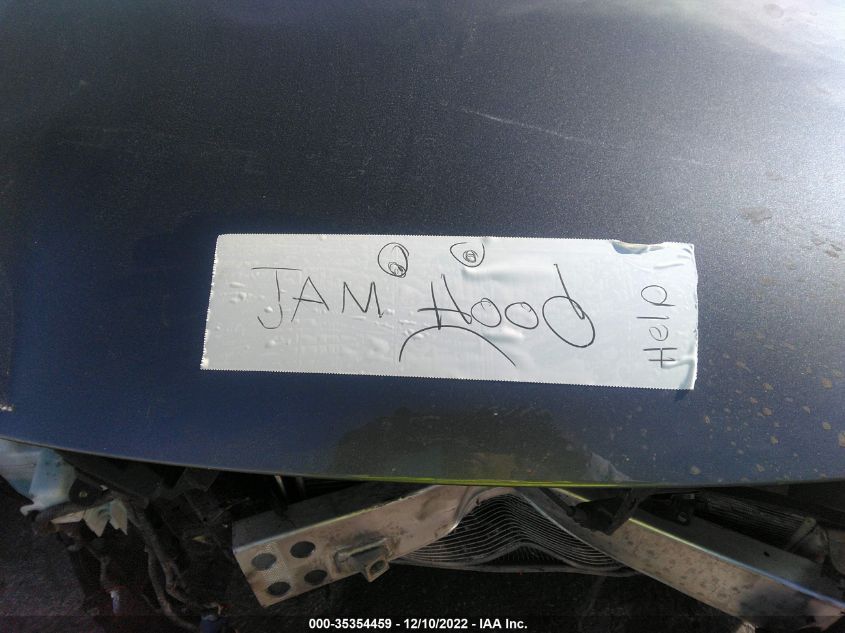 JAM HOOD
Help
000-35354459 - 12/10/2022 - IAA Inc.